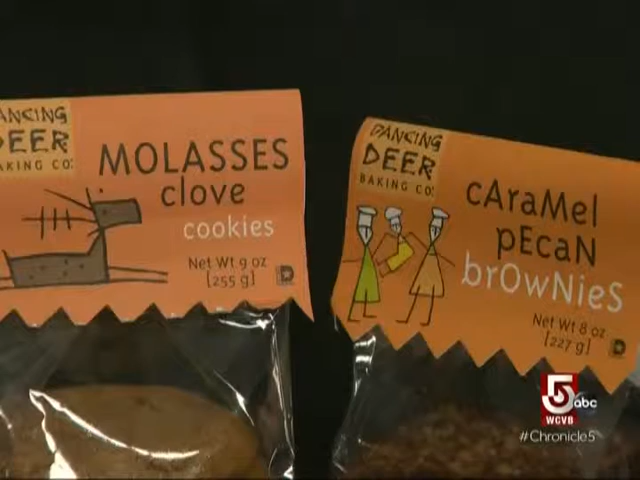 DANCING
DEER
BAKING CO.
MOLASSES
clove
cookies
Net Wt 9 oz
[255 g]
D
DANCING
DEER
BAKING CO.
cAraMel
pEcaN
brOwNieS
Net Wt 8 oz
[227 g]
D
5 abc
WCVB
#Chronicle5